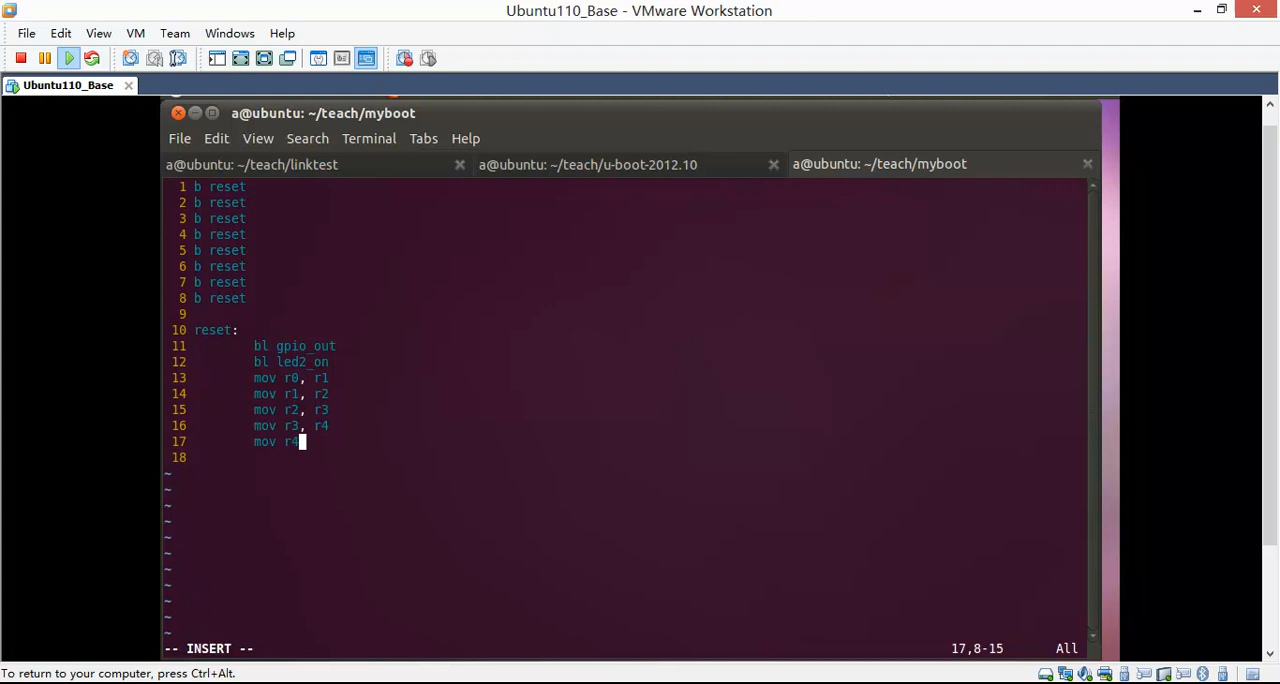 Ubuntu110_Base - VMware Workstation
File Edit View VM Team Windows Help
Ubuntu110_Base
a@ubuntu: ~/teach/myboot
File Edit View Search Terminal Tabs Help
a@ubuntu: ~/teach/linktest a@ubuntu: ~/teach/u-boot-2012.10 a@ubuntu: ~/teach/myboot
1 b reset
2 b reset
3 b reset
4 b reset
5 b reset
6 b reset
7 b reset
8 b reset
9
10 reset:
11 bl gpio_out
12 bl led2_on
13 mov r0, r1
14 mov r1, r2
15 mov r2, r3
16 mov r3, r4
17 mov r4
18
~
~
~
~
~
~
~
~
~
~
~
-- INSERT -- 17,8-15 All
To return to your computer, press Ctrl+Alt.